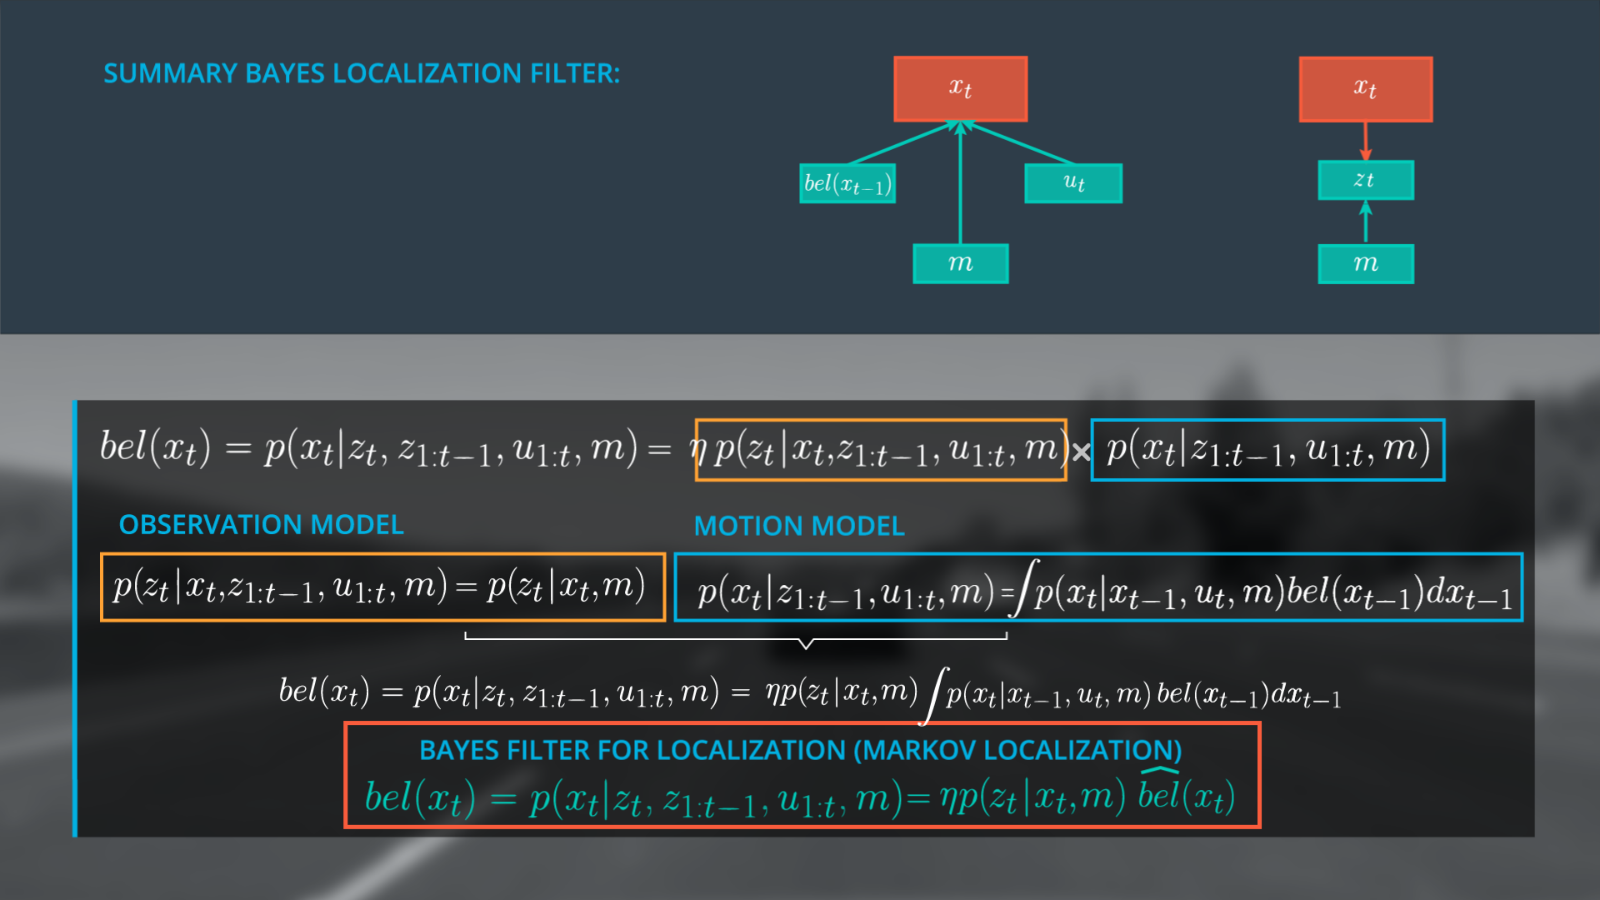 SUMMARY BAYES LOCALIZATION FILTER:
x_t
x_t
bel(x_{t−1})
u_t
z_t
m
m
bel(x_t) = p(x_t|z_t, z_{1:t−1}, u_{1:t}, m) = η p(z_t|x_t,z_{1:t−1}, u_{1:t}, m) × p(x_t|z_{1:t−1}, u_{1:t}, m)
OBSERVATION MODEL
MOTION MODEL
p(z_t|x_t,z_{1:t−1}, u_{1:t}, m) = p(z_t|x_t,m)
p(x_t|z_{1:t−1},u_{1:t},m) = ∫p(x_t|x_{t−1}, u_t, m)bel(x_{t−1})dx_{t−1}
bel(x_t) = p(x_t|z_t, z_{1:t−1}, u_{1:t}, m) = ηp(z_t|x_t,m)∫p(x_t|x_{t−1}, u_t, m) bel(x_{t−1})dx_{t−1}
BAYES FILTER FOR LOCALIZATION (MARKOV LOCALIZATION)
bel(x_t) = p(x_t|z_t, z_{1:t−1}, u_{1:t}, m)= ηp(z_t|x_t,m) \widehat{bel}(x_t)